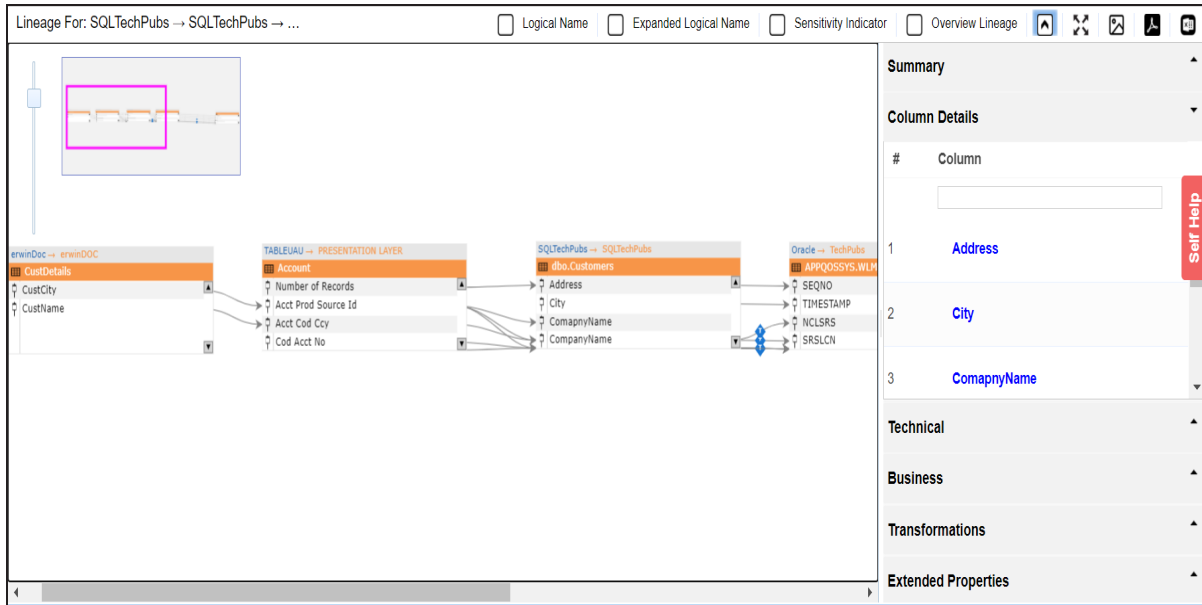 Lineage For: SQLTechPubs → SQLTechPubs → ...
Logical Name
Expanded Logical Name
Sensitivity Indicator
Overview Lineage
erwinDoc → erwinDOC
CustDetails
CustCity
CustName
TABLEUAU → PRESENTATION LAYER
Account
Number of Records
Acct Prod Source Id
Acct Cod Ccy
Cod Acct No
SQLTechPubs → SQLTechPubs
dbo.Customers
Address
City
ComapnyName
CompanyName
Oracle → TechPubs
APPQOSSYS.WLM
SEQNO
TIMESTAMP
NCLSRS
SRSLCN
Summary
Column Details
# Column
1 Address
2 City
3 ComapnyName
Technical
Business
Transformations
Extended Properties
Self Help